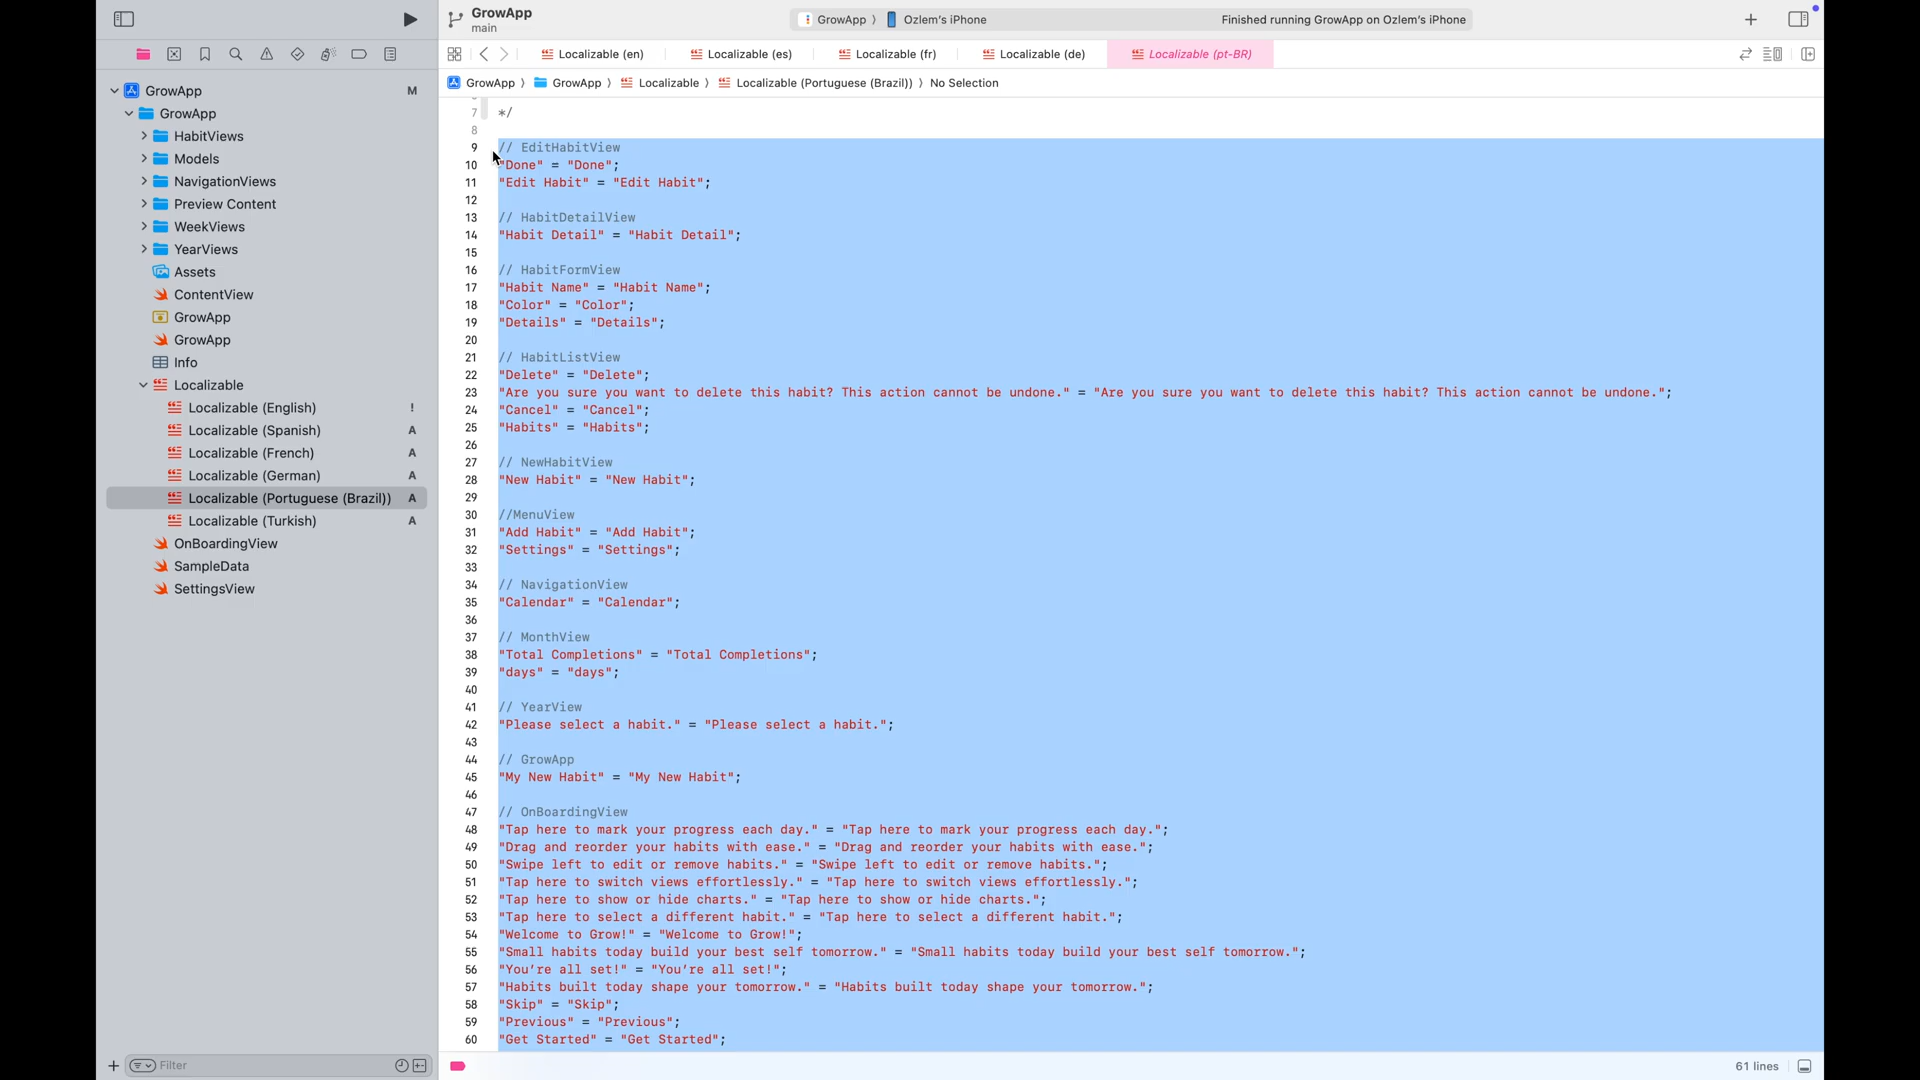 GrowApp
main
GrowApp 〉 Ozlem's iPhone
Finished running GrowApp on Ozlem's iPhone
Localizable (en)
Localizable (es)
Localizable (fr)
Localizable (de)
Localizable (pt-BR)
GrowApp 〉 GrowApp 〉 Localizable 〉 Localizable (Portuguese (Brazil)) 〉 No Selection
GrowApp M
GrowApp
HabitViews
Models
NavigationViews
Preview Content
WeekViews
YearViews
Assets
ContentView
GrowApp
GrowApp
Info
Localizable
Localizable (English) !
Localizable (Spanish) A
Localizable (French) A
Localizable (German) A
Localizable (Portuguese (Brazil)) A
Localizable (Turkish) A
OnBoardingView
SampleData
SettingsView
Filter
7 */
8
9 // EditHabitView
10 "Done" = "Done";
11 "Edit Habit" = "Edit Habit";
12
13 // HabitDetailView
14 "Habit Detail" = "Habit Detail";
15
16 // HabitFormView
17 "Habit Name" = "Habit Name";
18 "Color" = "Color";
19 "Details" = "Details";
20
21 // HabitListView
22 "Delete" = "Delete";
23 "Are you sure you want to delete this habit? This action cannot be undone." = "Are you sure you want to delete this habit? This action cannot be undone.";
24 "Cancel" = "Cancel";
25 "Habits" = "Habits";
26
27 // NewHabitView
28 "New Habit" = "New Habit";
29
30 //MenuView
31 "Add Habit" = "Add Habit";
32 "Settings" = "Settings";
33
34 // NavigationView
35 "Calendar" = "Calendar";
36
37 // MonthView
38 "Total Completions" = "Total Completions";
39 "days" = "days";
40
41 // YearView
42 "Please select a habit." = "Please select a habit.";
43
44 // GrowApp
45 "My New Habit" = "My New Habit";
46
47 // OnBoardingView
48 "Tap here to mark your progress each day." = "Tap here to mark your progress each day.";
49 "Drag and reorder your habits with ease." = "Drag and reorder your habits with ease.";
50 "Swipe left to edit or remove habits." = "Swipe left to edit or remove habits.";
51 "Tap here to switch views effortlessly." = "Tap here to switch views effortlessly.";
52 "Tap here to show or hide charts." = "Tap here to show or hide charts.";
53 "Tap here to select a different habit." = "Tap here to select a different habit.";
54 "Welcome to Grow!" = "Welcome to Grow!";
55 "Small habits today build your best self tomorrow." = "Small habits today build your best self tomorrow.";
56 "You're all set!" = "You’re all set!";
57 "Habits built today shape your tomorrow." = "Habits built today shape your tomorrow.";
58 "Skip" = "Skip";
59 "Previous" = "Previous";
60 "Get Started" = "Get Started";
61 lines